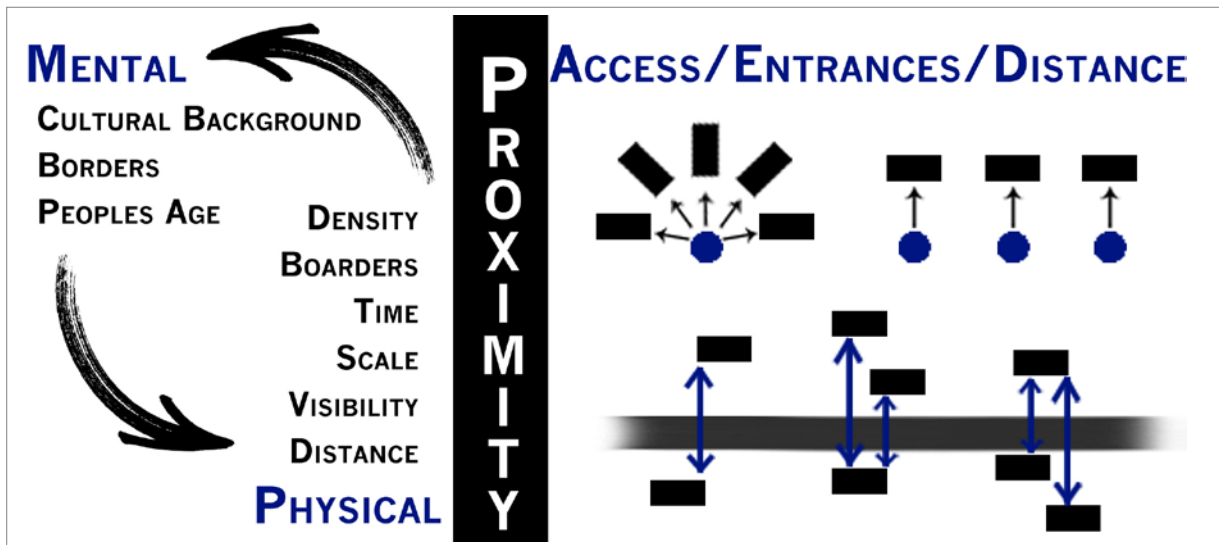 Mental
Cultural Background
Borders
Peoples Age
Density
Boarders
Time
Scale
Visibility
Distance
Physical
Proximity
Access/Entrances/Distance